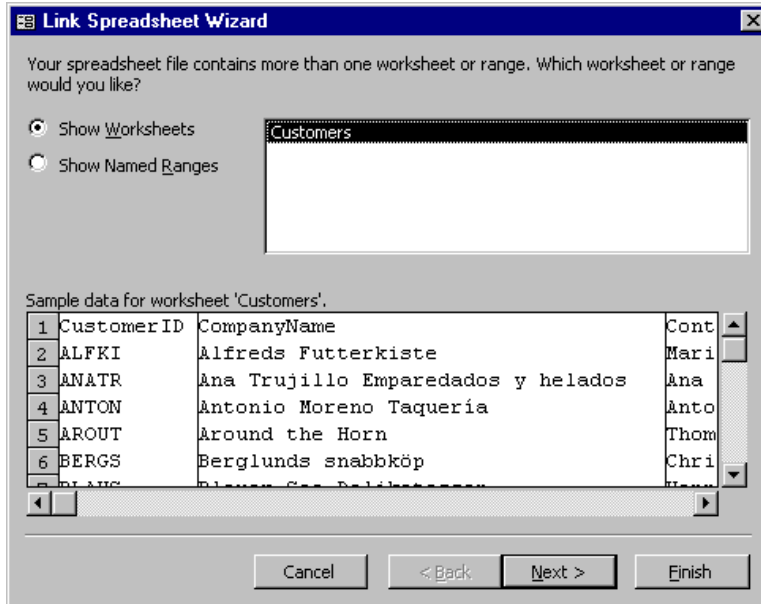 Link Spreadsheet Wizard
Your spreadsheet file contains more than one worksheet or range. Which worksheet or range
would you like?
Show Worksheets
Show Named Ranges
Customers
Sample data for worksheet 'Customers'.
1 CustomerID CompanyName Cont
2 ALFKI Alfreds Futterkiste Mari
3 ANATR Ana Trujillo Emparedados y helados Ana
4 ANTON Antonio Moreno Taquería Anto
5 AROUT Around the Horn Thom
6 BERGS Berglunds snabbköp Chri
Cancel < Back Next > Finish